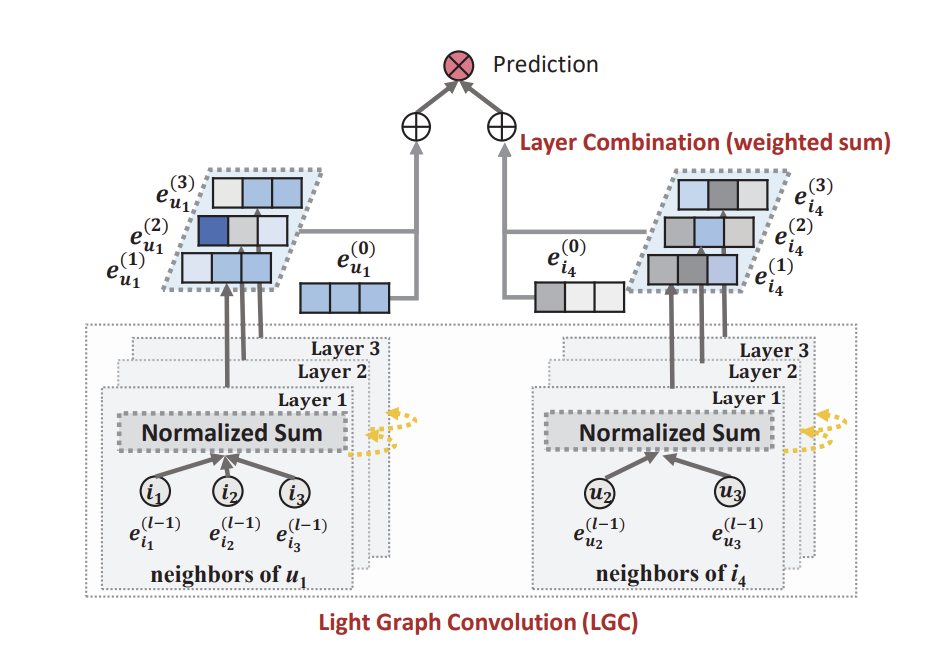 Prediction
Layer Combination (weighted sum)
e_{u_1}^{(3)}
e_{u_1}^{(2)}
e_{u_1}^{(1)}
e_{u_1}^{(0)}
e_{i_4}^{(0)}
e_{i_4}^{(3)}
e_{i_4}^{(2)}
e_{i_4}^{(1)}
Layer 3
Layer 2
Layer 1
Normalized Sum
i_1 i_2 i_3
e_{i_1}^{(l-1)} e_{i_2}^{(l-1)} e_{i_3}^{(l-1)}
neighbors of u_1
Layer 3
Layer 2
Layer 1
Normalized Sum
u_2 u_3
e_{u_2}^{(l-1)} e_{u_3}^{(l-1)}
neighbors of i_4
Light Graph Convolution (LGC)